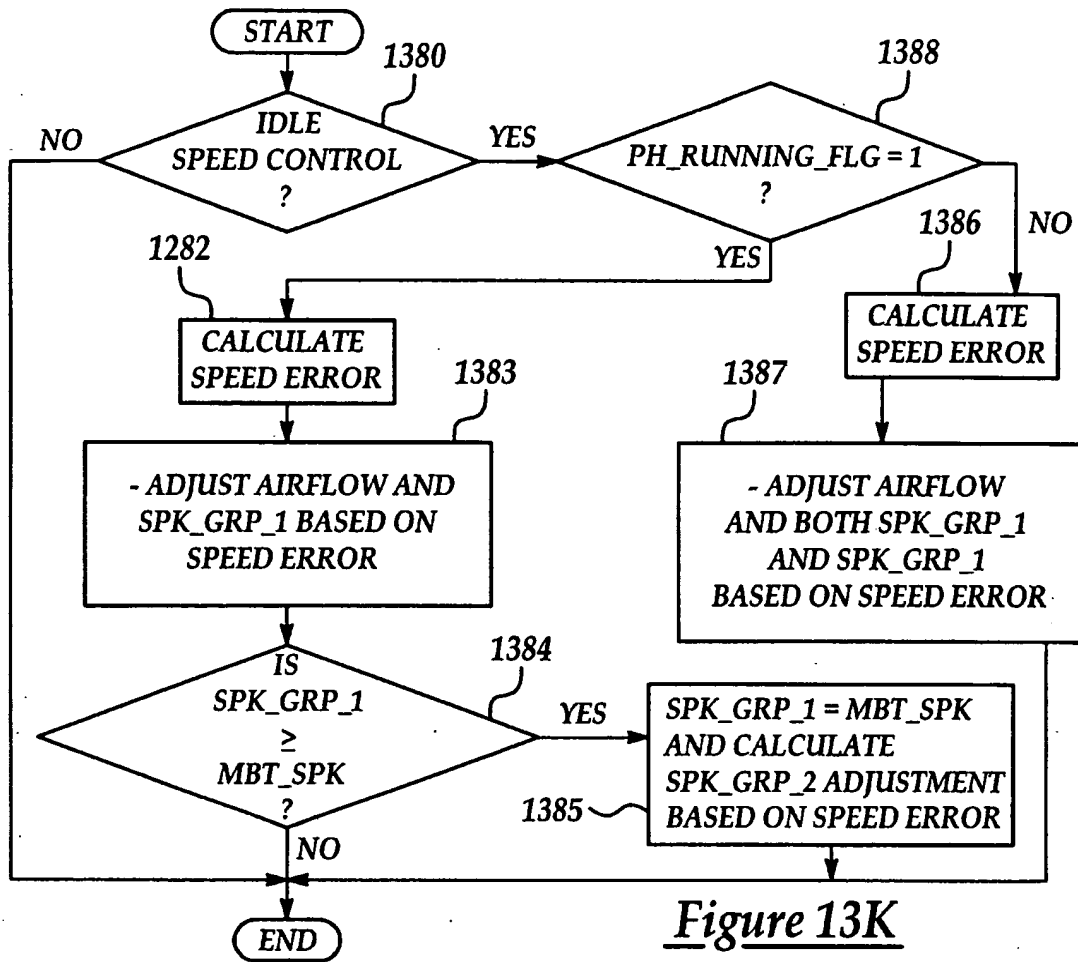 START
1380
IDLE
SPEED CONTROL
?
NO
YES
1388
PH_RUNNING_FLG = 1
?
YES
NO
1282
CALCULATE
SPEED ERROR
1386
CALCULATE
SPEED ERROR
1383
- ADJUST AIRFLOW AND
SPK_GRP_1 BASED ON
SPEED ERROR
1387
- ADJUST AIRFLOW
AND BOTH SPK_GRP_1
AND SPK_GRP_1
BASED ON SPEED ERROR
1384
IS
SPK_GRP_1
≥
MBT_SPK
?
YES
NO
SPK_GRP_1 = MBT_SPK
AND CALCULATE
SPK_GRP_2 ADJUSTMENT
BASED ON SPEED ERROR
1385
END
Figure 13K